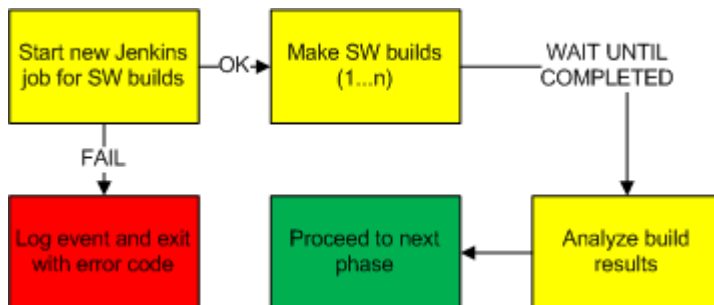 Start new Jenkins
job for SW builds
OK
Make SW builds
(1...n)
WAIT UNTIL
COMPLETED
FAIL
Log event and exit
with error code
Proceed to next
phase
Analyze build
results